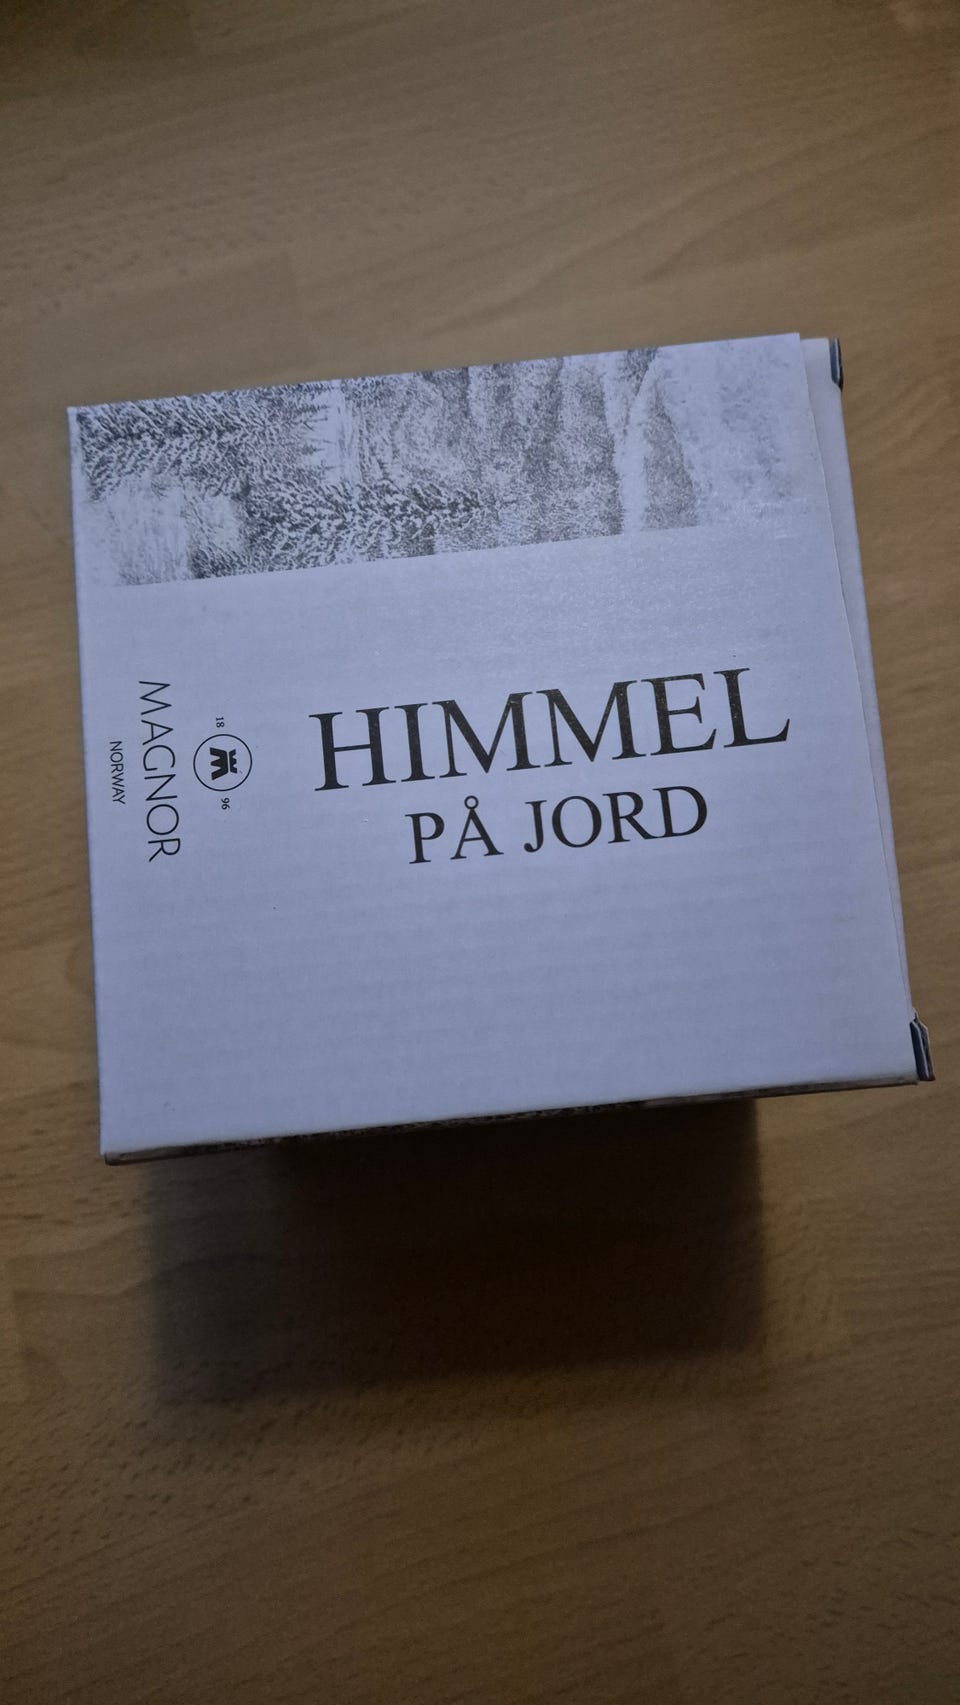 HIMMEL
PÅ JORD
18 96
MAGNOR
NORWAY